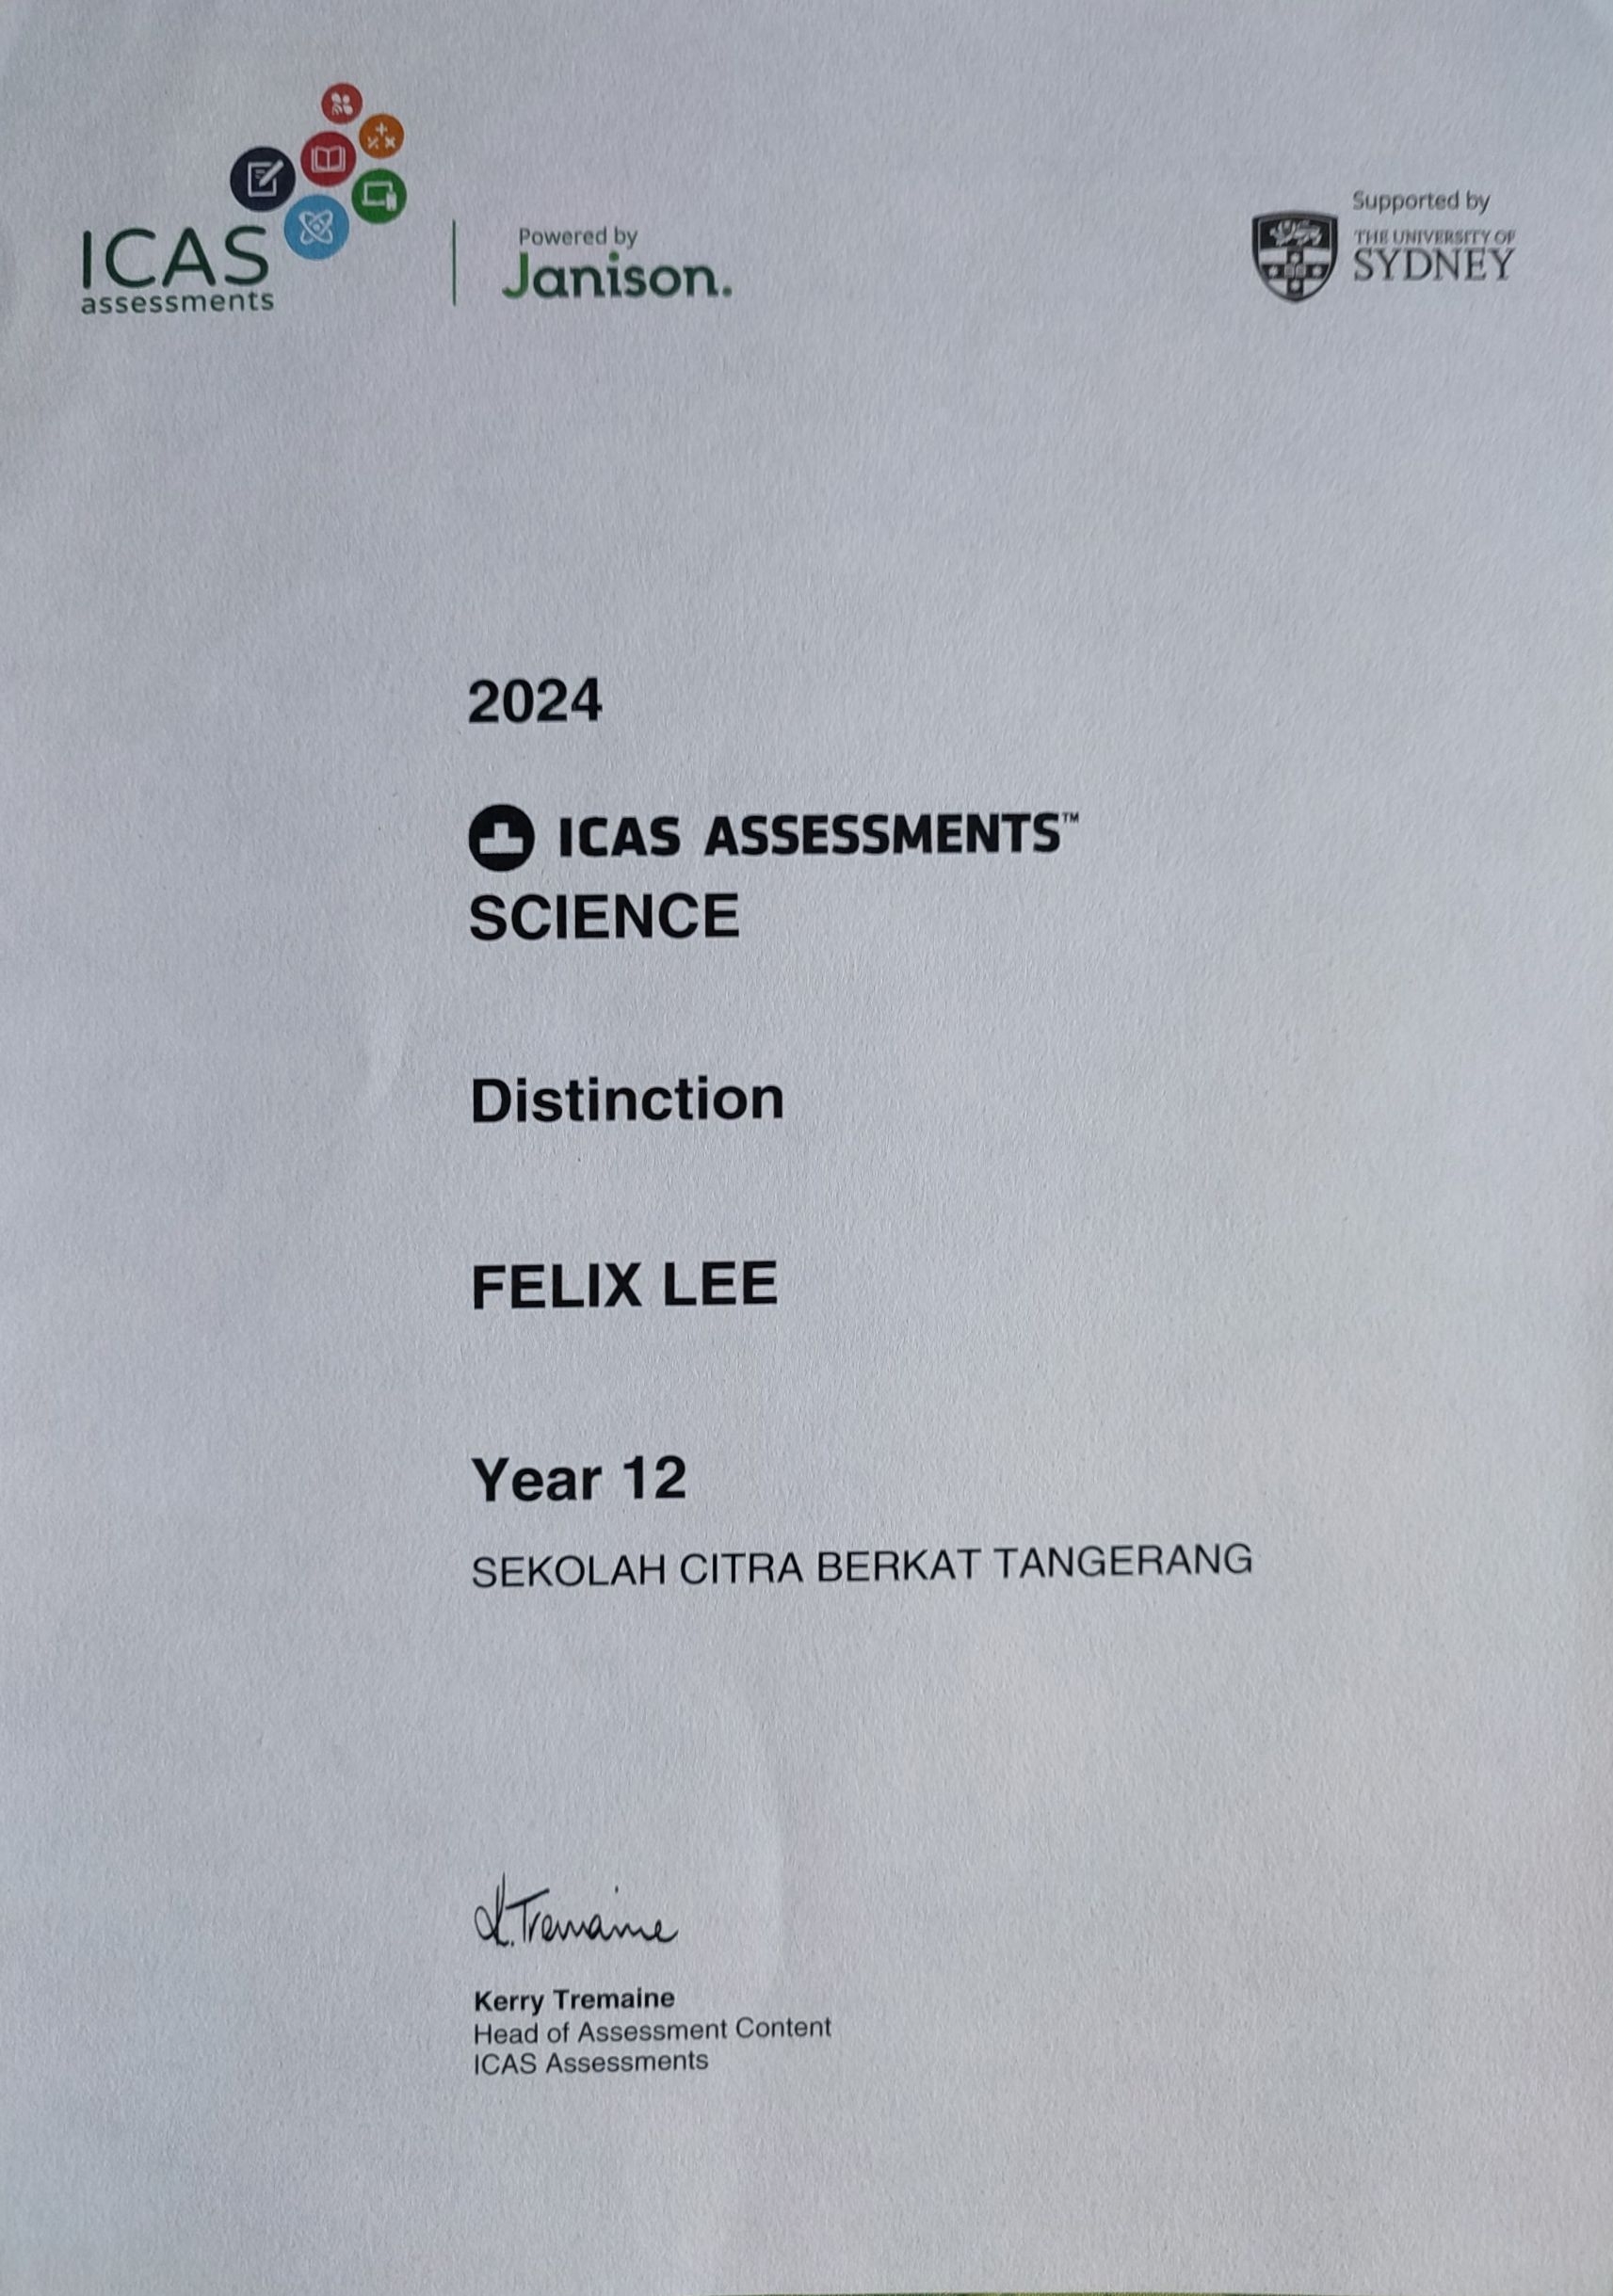 ICAS
assessments
Powered by
Janison.
Supported by
THE UNIVERSITY OF
SYDNEY
2024
ICAS ASSESSMENTS™
SCIENCE
Distinction
FELIX LEE
Year 12
SEKOLAH CITRA BERKAT TANGERANG
K.Tremaine
Kerry Tremaine
Head of Assessment Content
ICAS Assessments